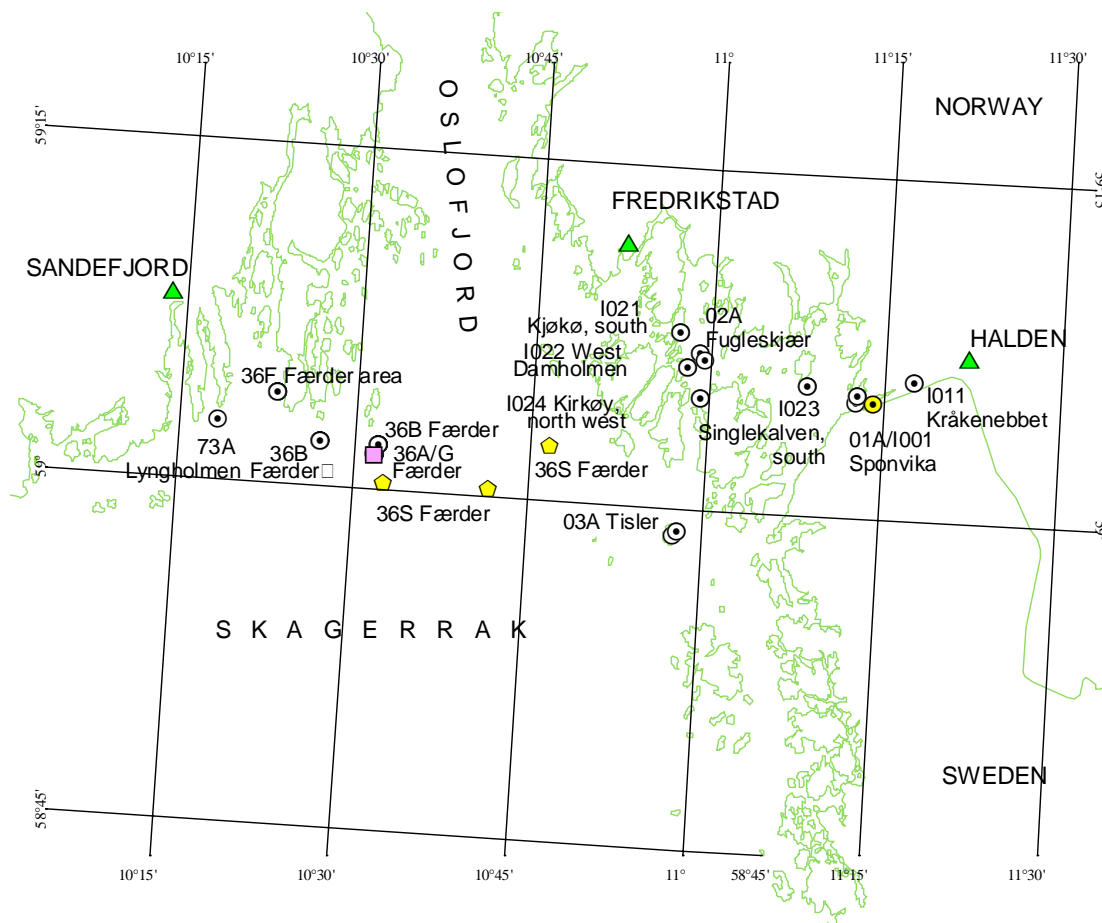 10°15'
10°30'
10°45'
11°
11°15'
11°30'
59°15'
NORWAY
OSLOFJORD
FREDRIKSTAD
SANDEFJORD
I021
Kjøkø, south
02A
Fugleskjær
HALDEN
I022 West
Damholmen
36F Færder area
I024 Kirkøy,
north west
I023
Singlekalven,
south
I011
Kråkenebbet
01A/I001
Sponvika
73A
Lyngholmen
36B
Færder□
36B Færder
36A/G
Færder
36S Færder
36S Færder
59°
03A Tisler
SKAGERRAK
58°45'
SWEDEN
10°15'
10°30'
10°45'
11°
58°45'
11°15'
11°30'